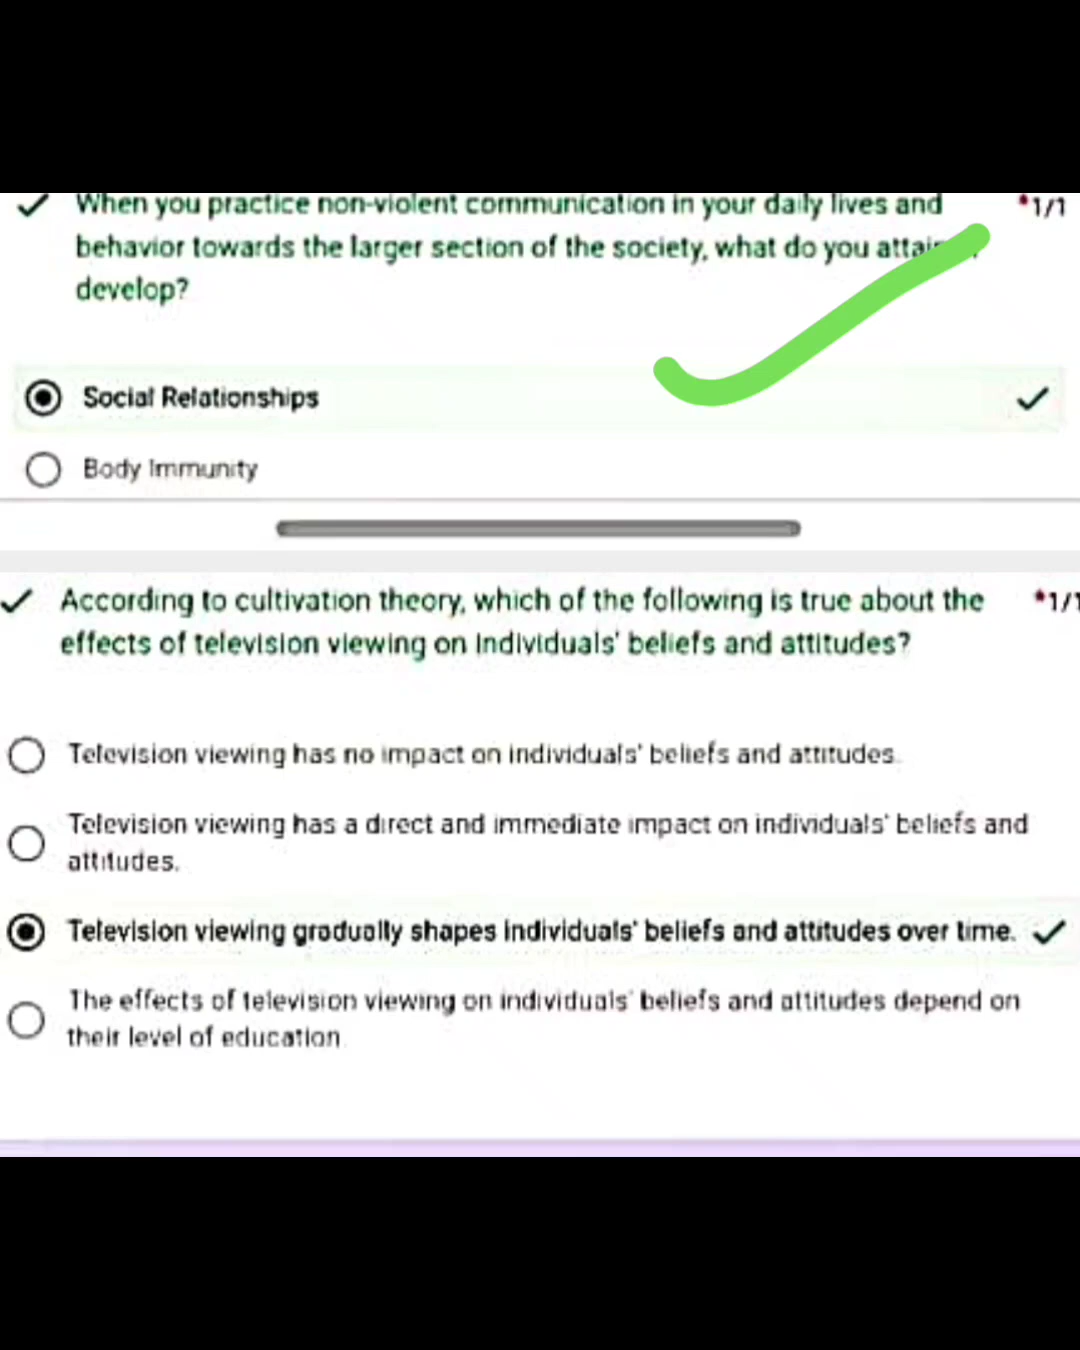 When you practice non-violent communication in your daily lives and
*1/1
behavior towards the larger section of the society, what do you
develop?
Social Relationships
Body Immunity
According to cultivation theory, which of the following is true about the
*1/1
effects of television viewing on individuals' beliefs and attitudes?
Television viewing has no impact on individuals' beliefs and attitudes.
Television viewing has a direct and immediate impact on individuals' beliefs and
attitudes.
Television viewing gradually shapes individuals' beliefs and attitudes over time.
The effects of television viewing on individuals' beliefs and attitudes depend on
their level of education